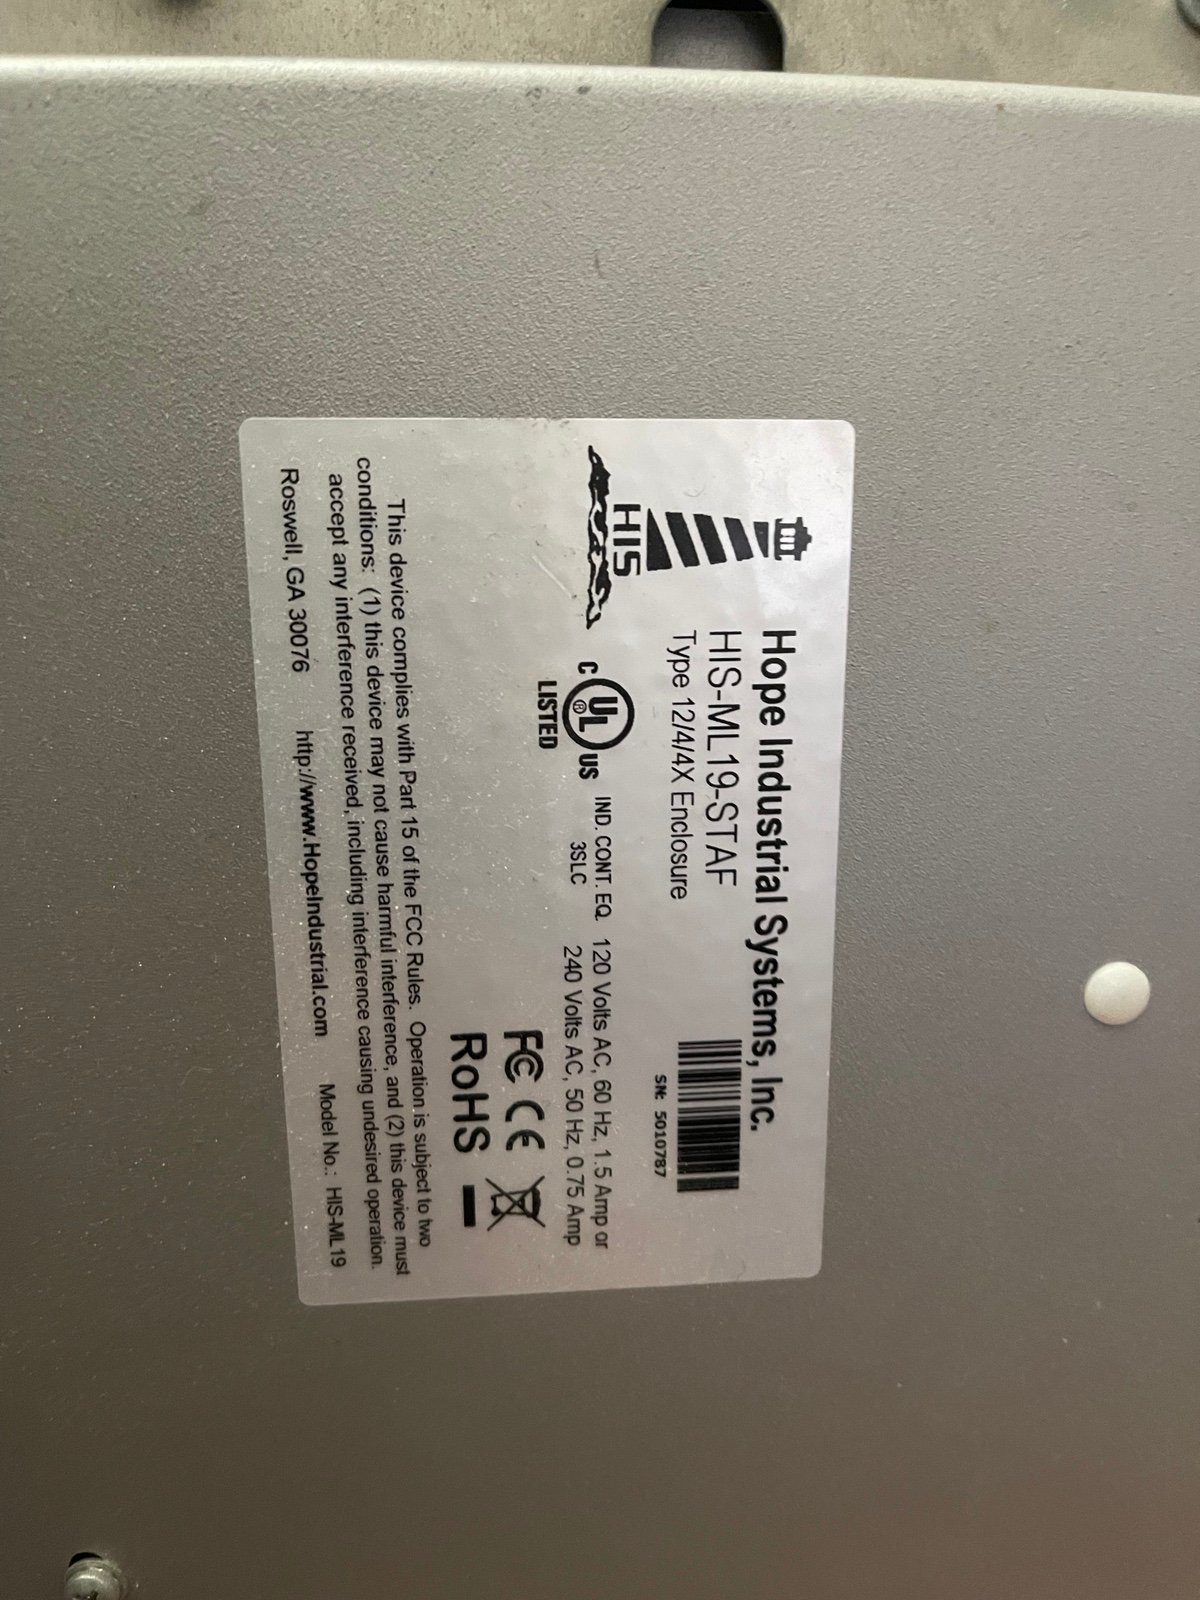 Hope Industrial Systems, Inc.
HIS-ML19-STAF
Type 12/4/4X Enclosure
SN: 5010787
HIS
C UL® US
LISTED
IND. CONT. EQ.
3SLC
120 Volts AC, 60 Hz, 1.5 Amp or
240 Volts AC, 50 Hz, 0.75 Amp
FC CE
RoHS
This device complies with Part 15 of the FCC Rules. Operation is subject to two
conditions: (1) this device may not cause harmful interference, and (2) this device must
accept any interference received, including interference causing undesired operation.
Roswell, GA 30076 http://www.HopeIndustrial.com Model No.: HIS-ML19